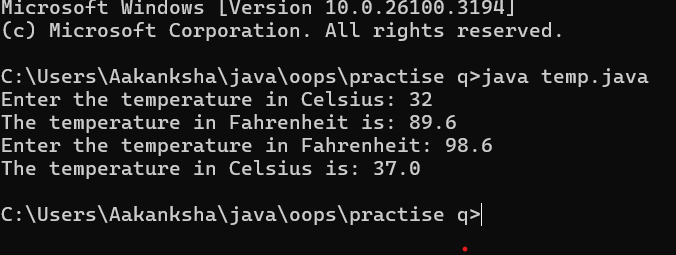 Microsoft Windows [Version 10.0.26100.3194]
(c) Microsoft Corporation. All rights reserved.
C:\Users\Aakanksha\java\oops\practise q>java temp.java
Enter the temperature in Celsius: 32
The temperature in Fahrenheit is: 89.6
Enter the temperature in Fahrenheit: 98.6
The temperature in Celsius is: 37.0
C:\Users\Aakanksha\java\oops\practise q>